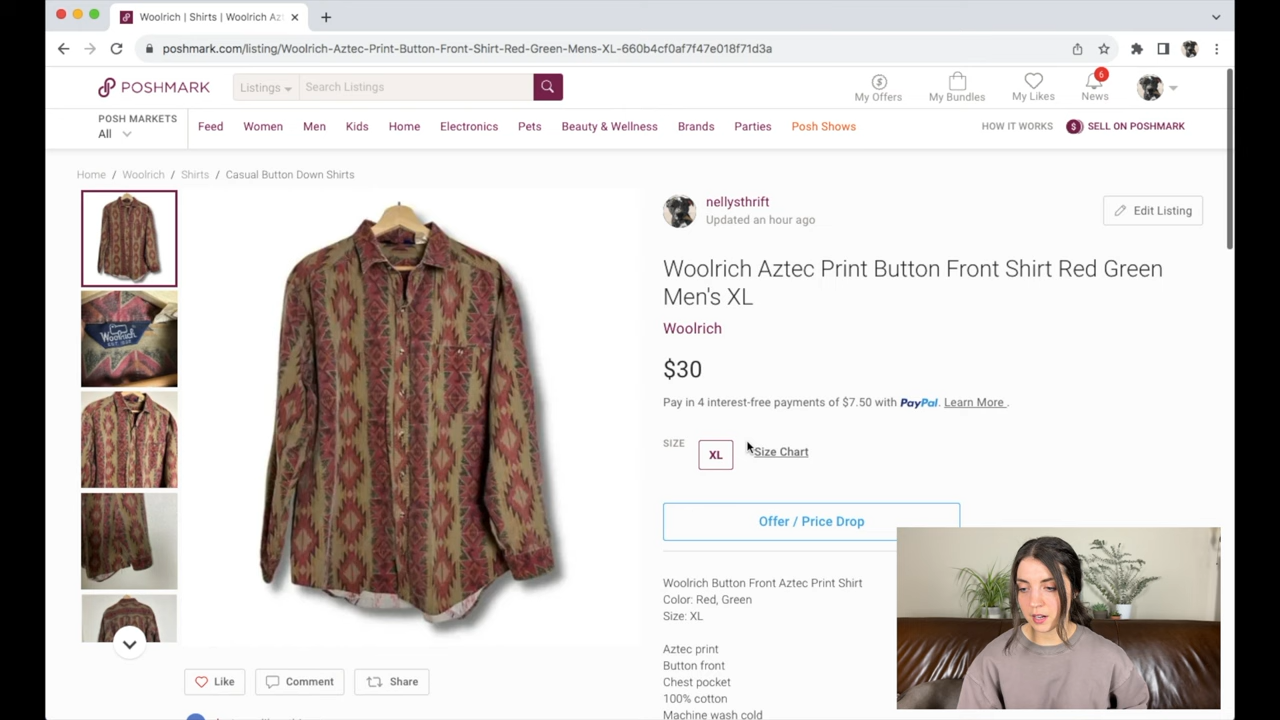 Woolrich | Shirts | Woolrich Azt
poshmark.com/listing/Woolrich-Aztec-Print-Button-Front-Shirt-Red-Green-Mens-XL-660b4cf0af7f47e018f71d3a
POSHMARK
Listings
Search Listings
My Offers
My Bundles
My Likes
6
News
POSH MARKETS
All
Feed
Women
Men
Kids
Home
Electronics
Pets
Beauty & Wellness
Brands
Parties
Posh Shows
HOW IT WORKS
SELL ON POSHMARK
Home / Woolrich / Shirts / Casual Button Down Shirts
Woolrich
nellysthrift
Updated an hour ago
Edit Listing
Woolrich Aztec Print Button Front Shirt Red Green
Men's XL
Woolrich
$30
Pay in 4 interest-free payments of $7.50 with PayPal. Learn More .
SIZE
XL
Size Chart
Offer / Price Drop
Woolrich Button Front Aztec Print Shirt
Color: Red, Green
Size: XL
Aztec print
Button front
Chest pocket
100% cotton
Machine wash cold
Like
Comment
Share